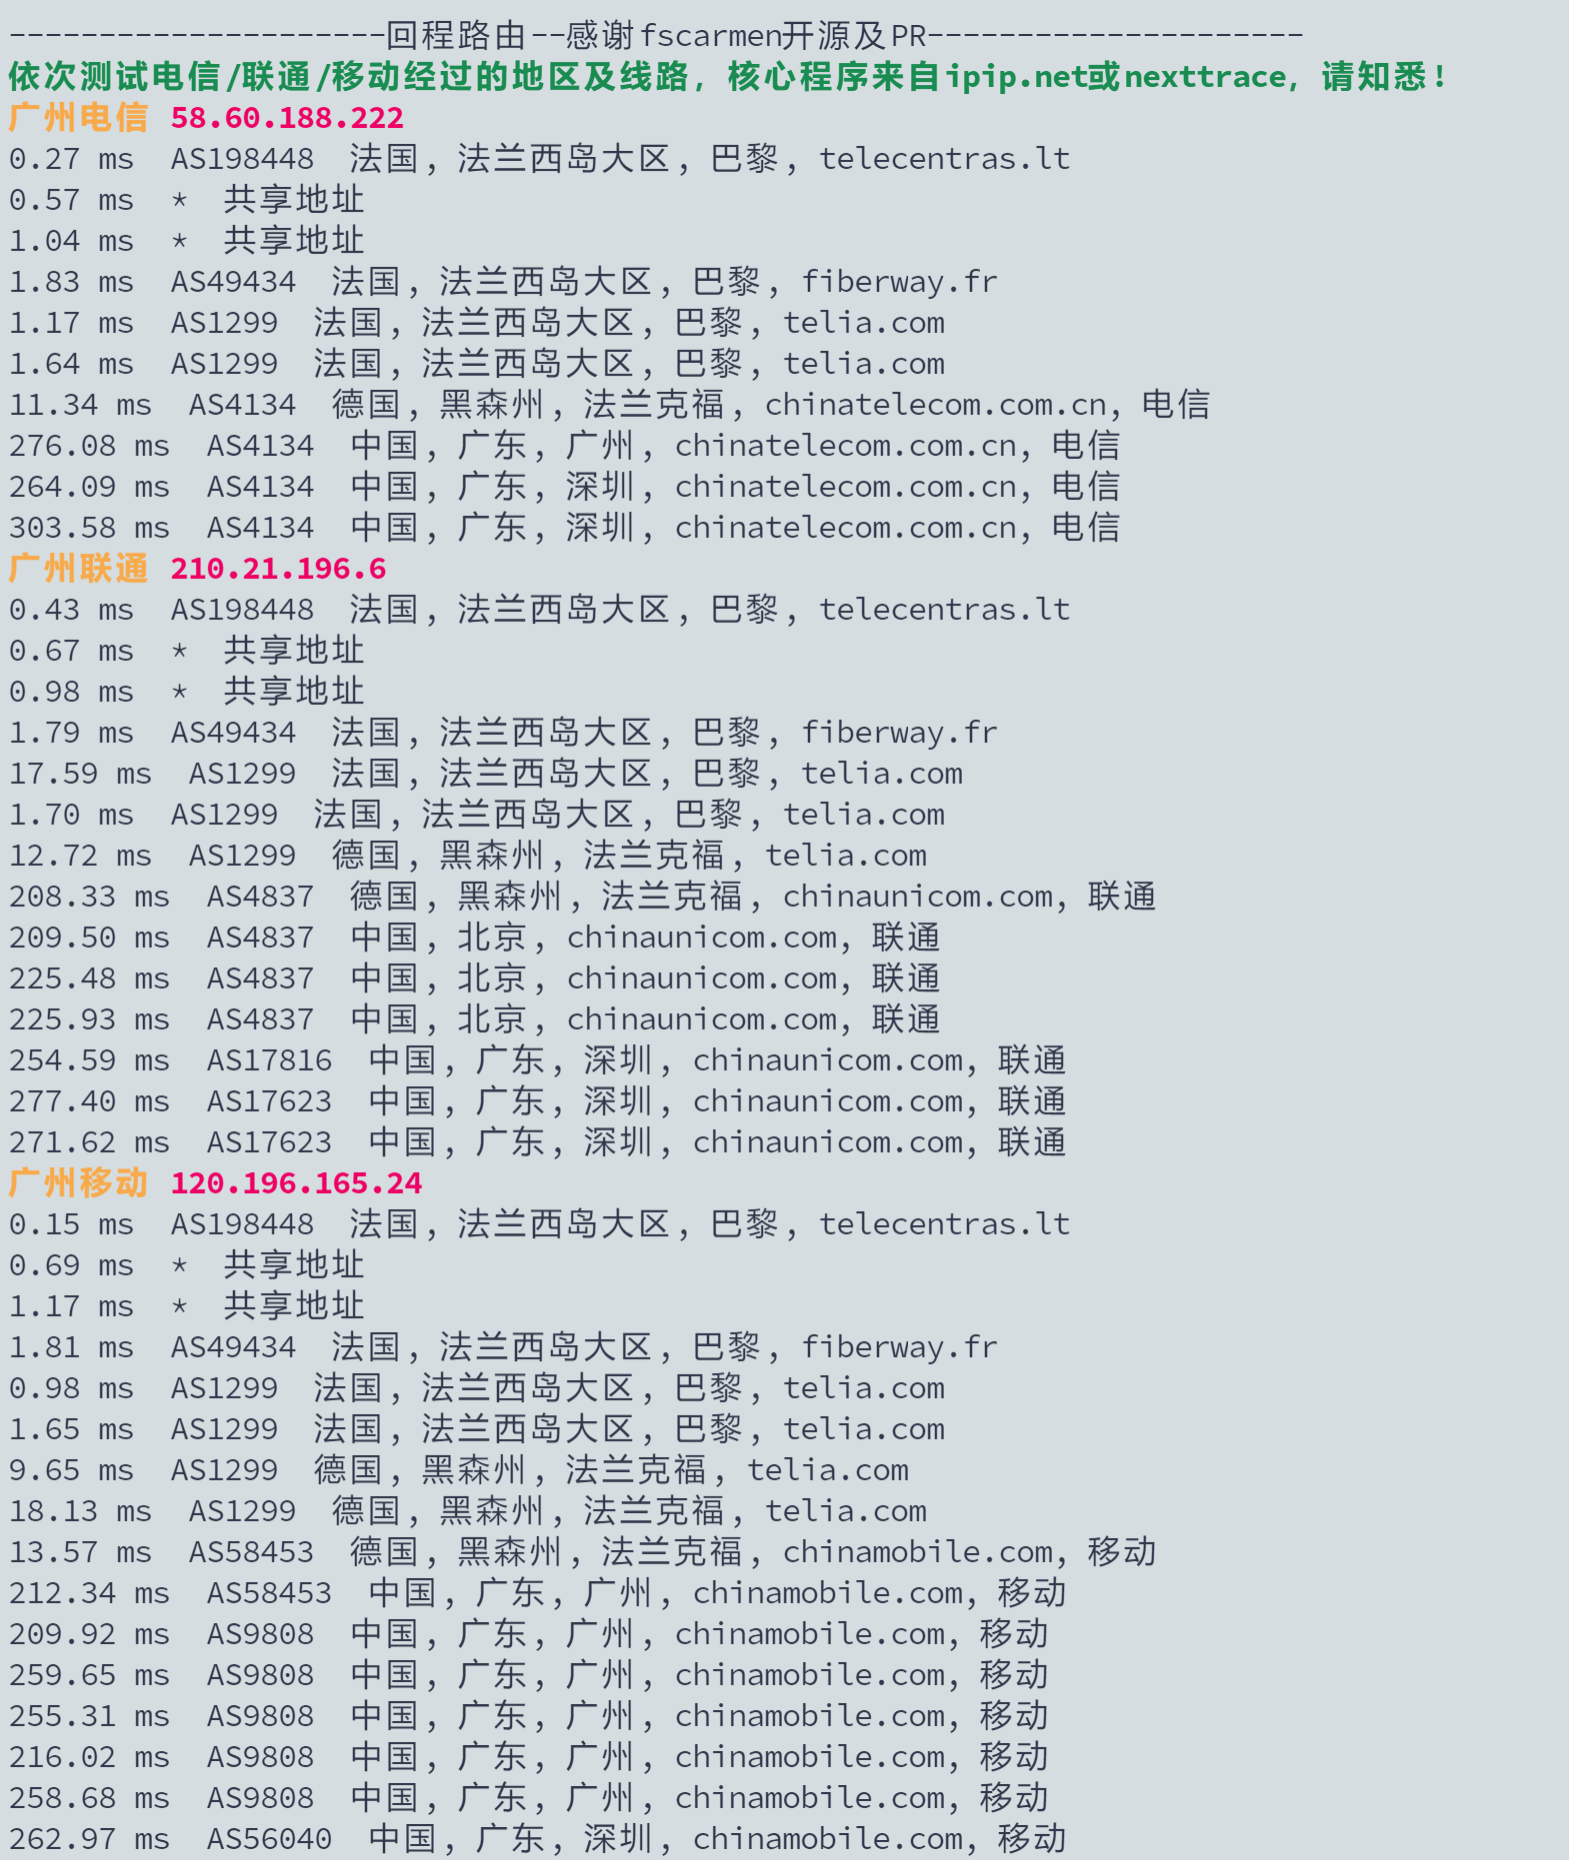 ---------------------回程路由--感谢fscarmen开源及PR---------------------
依次测试电信/联通/移动经过的地区及线路，核心程序来自ipip.net或nexttrace，请知悉!
广州电信 58.60.188.222
0.27 ms  AS198448  法国, 法兰西岛大区, 巴黎, telecentras.lt
0.57 ms  *  共享地址
1.04 ms  *  共享地址
1.83 ms  AS49434  法国, 法兰西岛大区, 巴黎, fiberway.fr
1.17 ms  AS1299  法国, 法兰西岛大区, 巴黎, telia.com
1.64 ms  AS1299  法国, 法兰西岛大区, 巴黎, telia.com
11.34 ms  AS4134  德国, 黑森州, 法兰克福, chinatelecom.com.cn, 电信
276.08 ms  AS4134  中国, 广东, 广州, chinatelecom.com.cn, 电信
264.09 ms  AS4134  中国, 广东, 深圳, chinatelecom.com.cn, 电信
303.58 ms  AS4134  中国, 广东, 深圳, chinatelecom.com.cn, 电信
广州联通 210.21.196.6
0.43 ms  AS198448  法国, 法兰西岛大区, 巴黎, telecentras.lt
0.67 ms  *  共享地址
0.98 ms  *  共享地址
1.79 ms  AS49434  法国, 法兰西岛大区, 巴黎, fiberway.fr
17.59 ms  AS1299  法国, 法兰西岛大区, 巴黎, telia.com
1.70 ms  AS1299  法国, 法兰西岛大区, 巴黎, telia.com
12.72 ms  AS1299  德国, 黑森州, 法兰克福, telia.com
208.33 ms  AS4837  德国, 黑森州, 法兰克福, chinaunicom.com, 联通
209.50 ms  AS4837  中国, 北京, chinaunicom.com, 联通
225.48 ms  AS4837  中国, 北京, chinaunicom.com, 联通
225.93 ms  AS4837  中国, 北京, chinaunicom.com, 联通
254.59 ms  AS17816  中国, 广东, 深圳, chinaunicom.com, 联通
277.40 ms  AS17623  中国, 广东, 深圳, chinaunicom.com, 联通
271.62 ms  AS17623  中国, 广东, 深圳, chinaunicom.com, 联通
广州移动 120.196.165.24
0.15 ms  AS198448  法国, 法兰西岛大区, 巴黎, telecentras.lt
0.69 ms  *  共享地址
1.17 ms  *  共享地址
1.81 ms  AS49434  法国, 法兰西岛大区, 巴黎, fiberway.fr
0.98 ms  AS1299  法国, 法兰西岛大区, 巴黎, telia.com
1.65 ms  AS1299  法国, 法兰西岛大区, 巴黎, telia.com
9.65 ms  AS1299  德国, 黑森州, 法兰克福, telia.com
18.13 ms  AS1299  德国, 黑森州, 法兰克福, telia.com
13.57 ms  AS58453  德国, 黑森州, 法兰克福, chinamobile.com, 移动
212.34 ms  AS58453  中国, 广东, 广州, chinamobile.com, 移动
209.92 ms  AS9808  中国, 广东, 广州, chinamobile.com, 移动
259.65 ms  AS9808  中国, 广东, 广州, chinamobile.com, 移动
255.31 ms  AS9808  中国, 广东, 广州, chinamobile.com, 移动
216.02 ms  AS9808  中国, 广东, 广州, chinamobile.com, 移动
258.68 ms  AS9808  中国, 广东, 广州, chinamobile.com, 移动
262.97 ms  AS56040  中国, 广东, 深圳, chinamobile.com, 移动